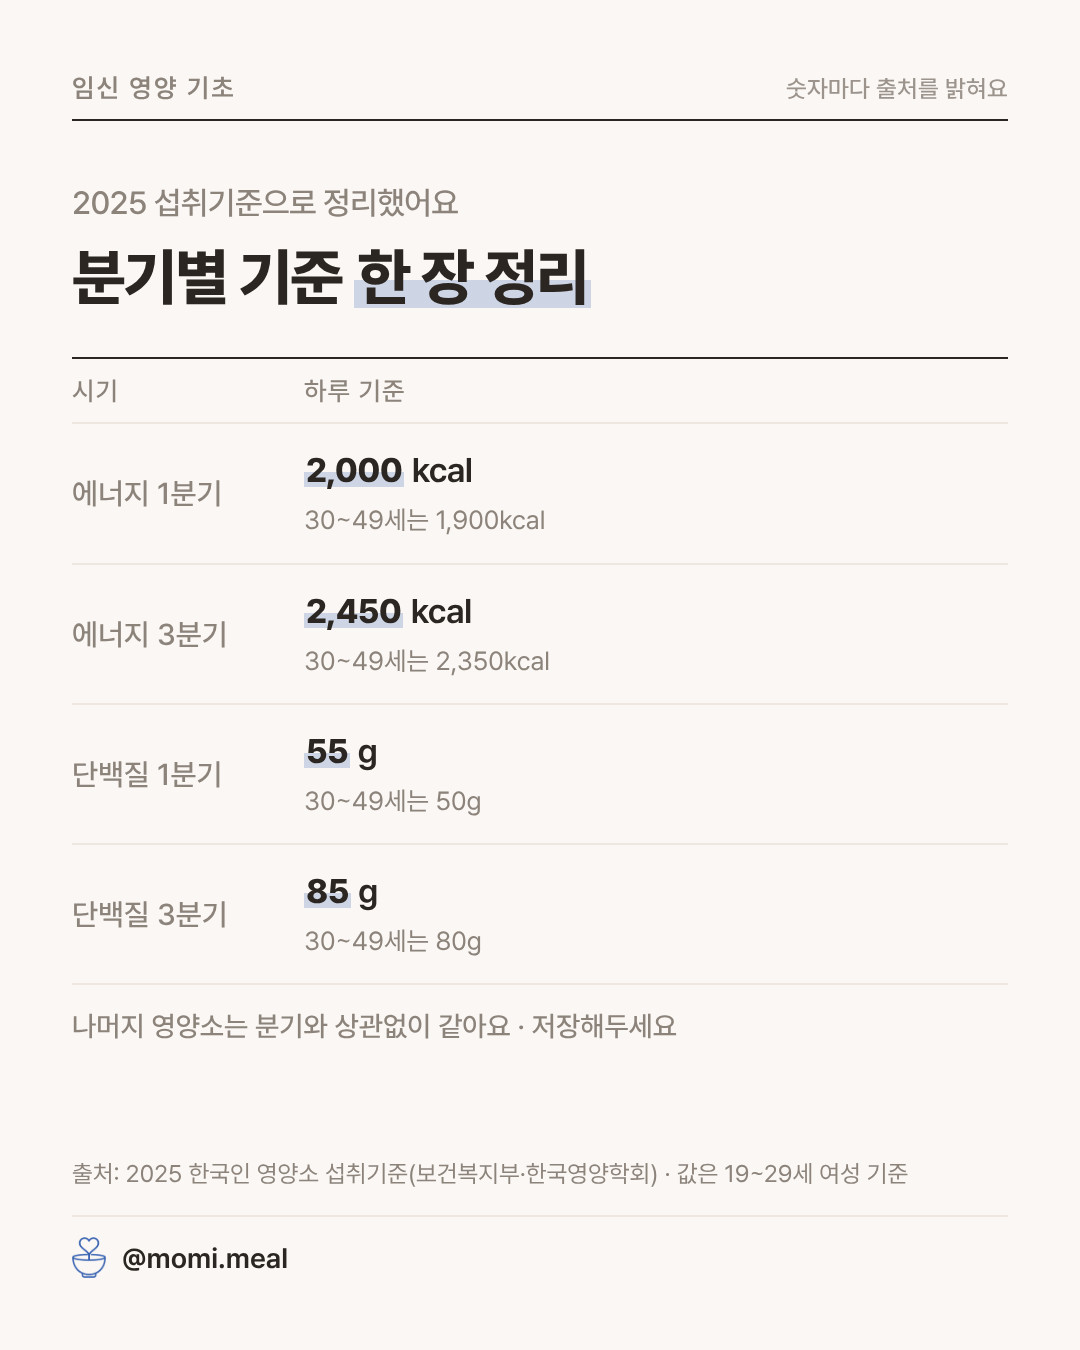 임신 영양 기초
숫자마다 출처를 밝혀요
2025 섭취기준으로 정리했어요
분기별 기준 한 장 정리
시기
하루 기준
에너지 1분기
2,000 kcal
30~49세는 1,900kcal
에너지 3분기
2,450 kcal
30~49세는 2,350kcal
단백질 1분기
55 g
30~49세는 50g
단백질 3분기
85 g
30~49세는 80g
나머지 영양소는 분기와 상관없이 같아요 · 저장해두세요
출처: 2025 한국인 영양소 섭취기준(보건복지부·한국영양학회) · 값은 19~29세 여성 기준
@momi.meal